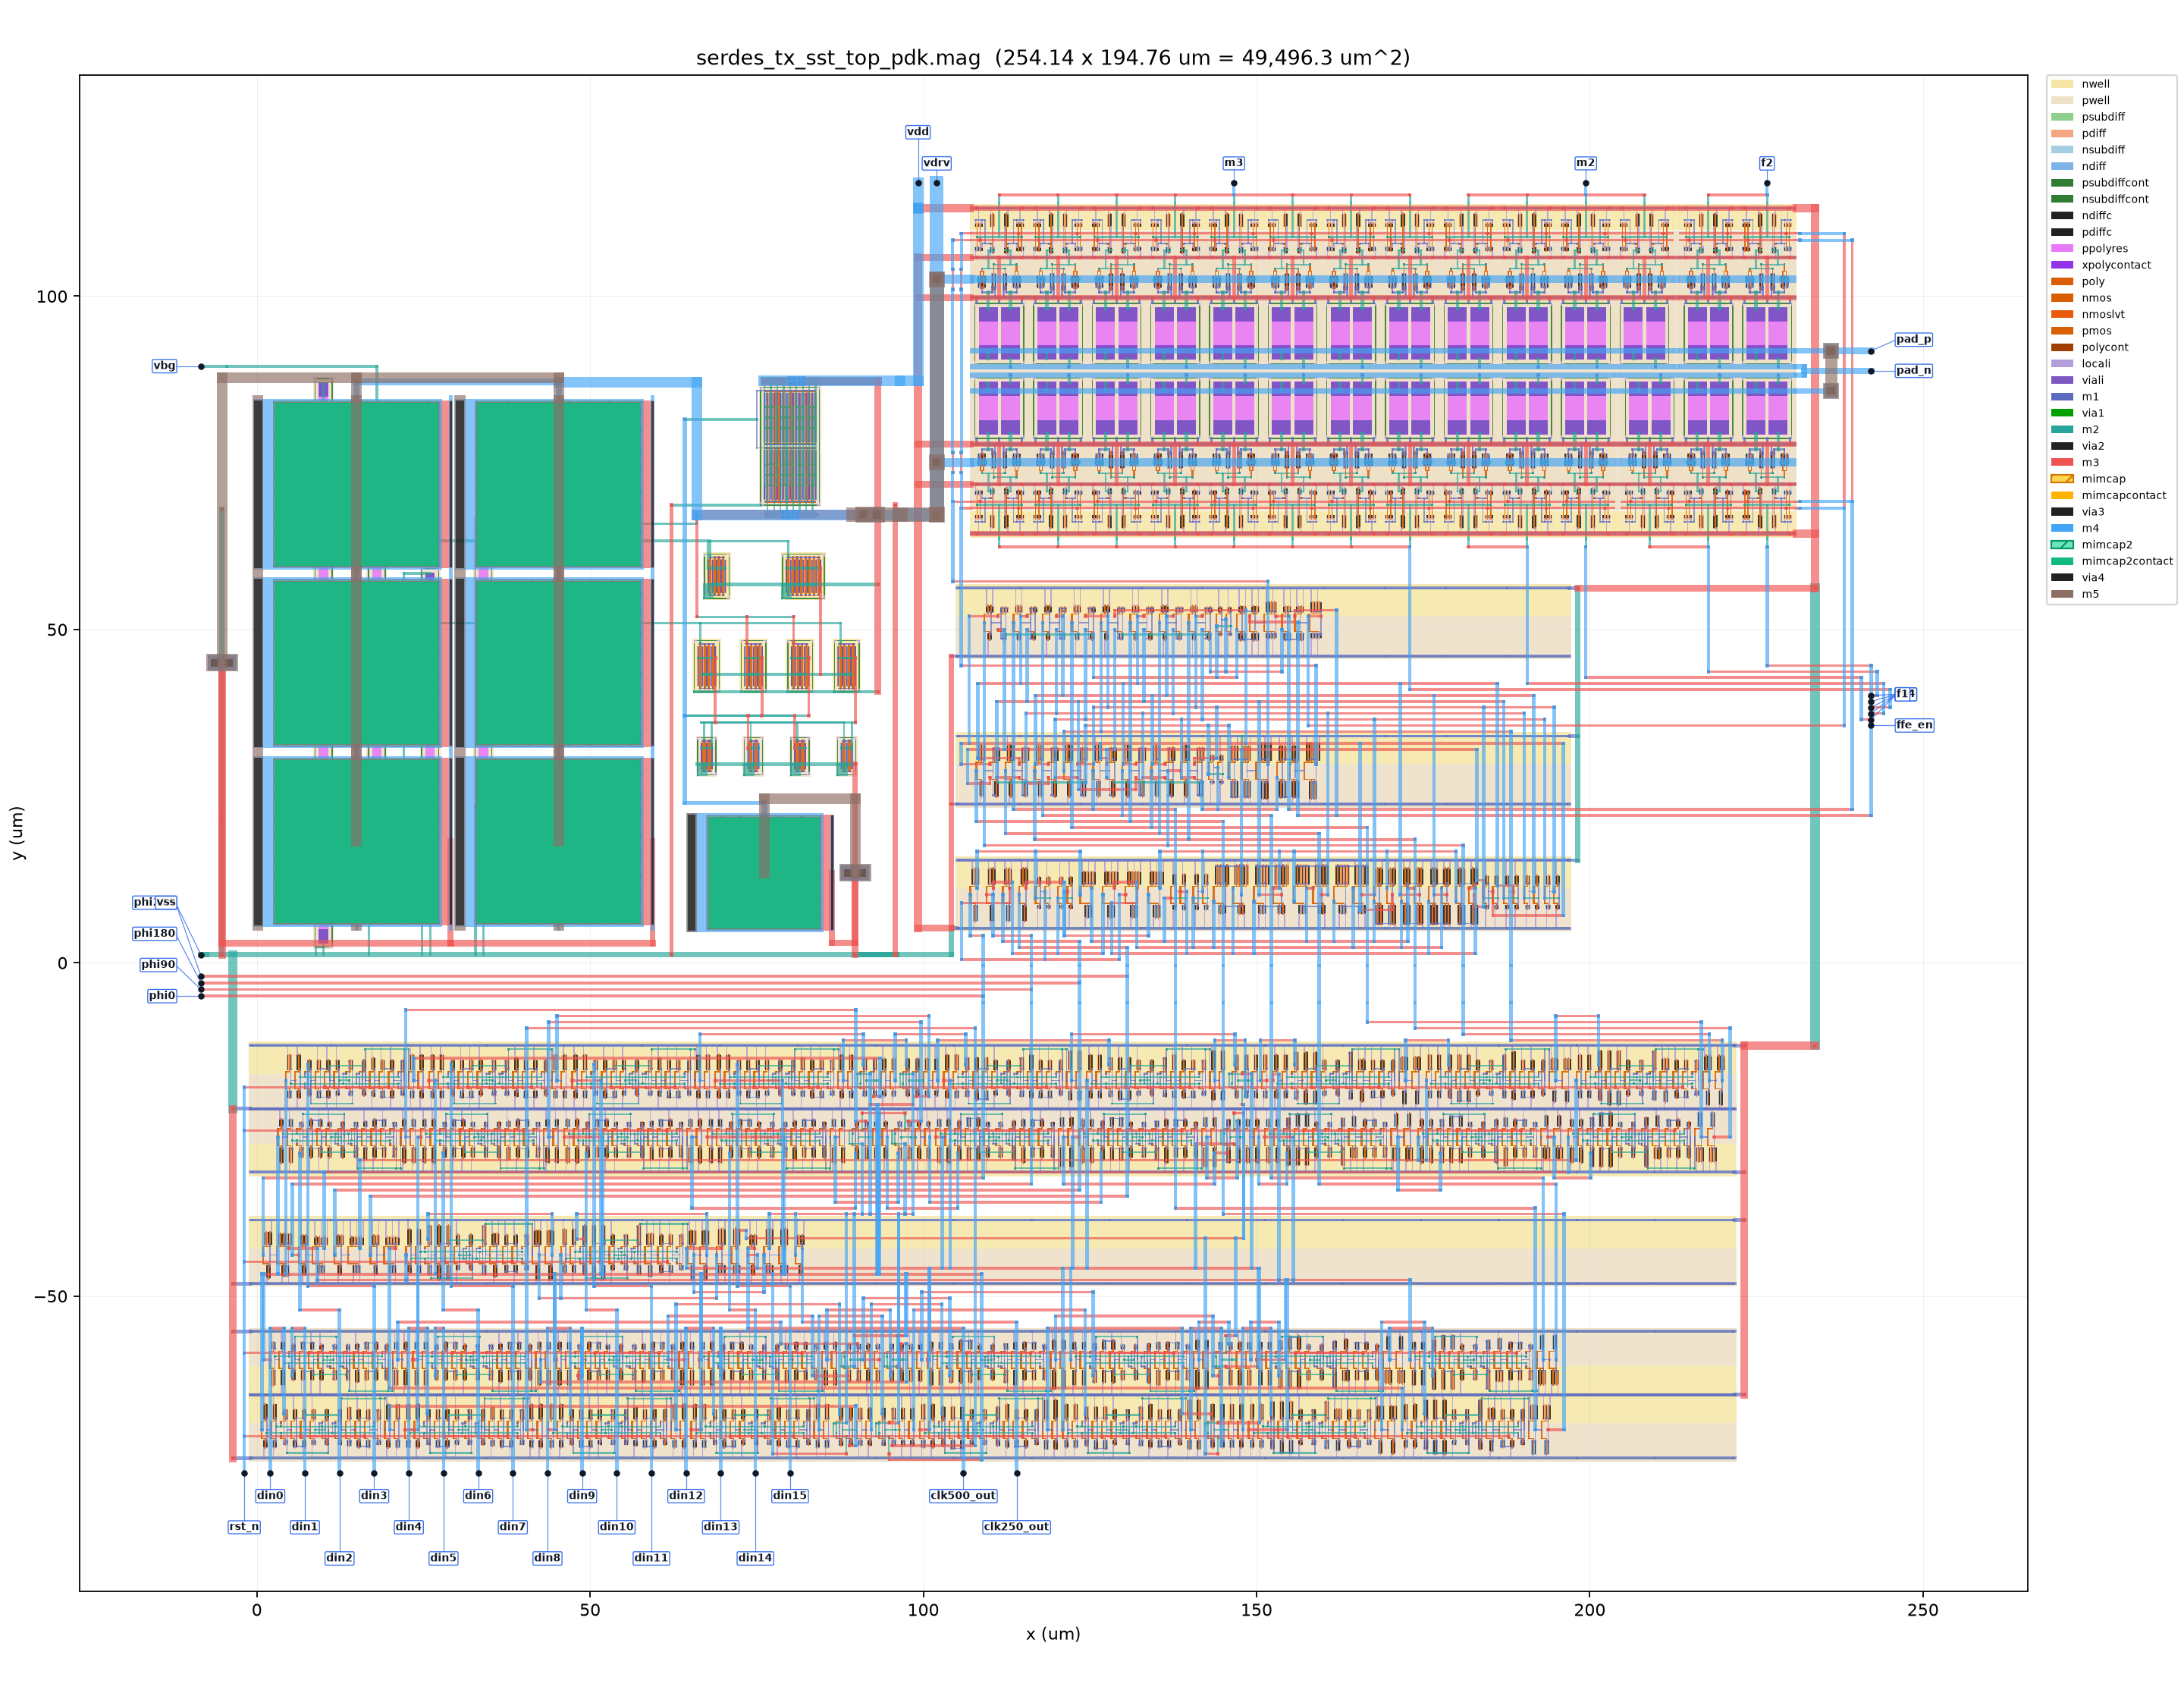 serdes_tx_sst_top_pdk.mag (254.14 x 194.76 um = 49,496.3 um^2)
vdd
vdrv
m3
m2
f2
vbg
pad_p
pad_n
ffe_en
vss
phi180
phi90
phi0
din0
din3
din6
din9
din12
din15
clk500_out
rst_n
din1
din4
din7
din10
din13
clk250_out
din2
din5
din8
din11
din14
100
50
0
−50
0
50
100
150
200
250
y (um)
x (um)
nwell
pwell
psubdiff
pdiff
nsubdiff
ndiff
psubdiffcont
nsubdiffcont
ndiffc
pdiffc
ppolyres
xpolycontact
poly
nmos
nmoslvt
pmos
polycont
locali
viali
m1
via1
m2
via2
m3
mimcap
mimcapcontact
via3
m4
mimcap2
mimcap2contact
via4
m5